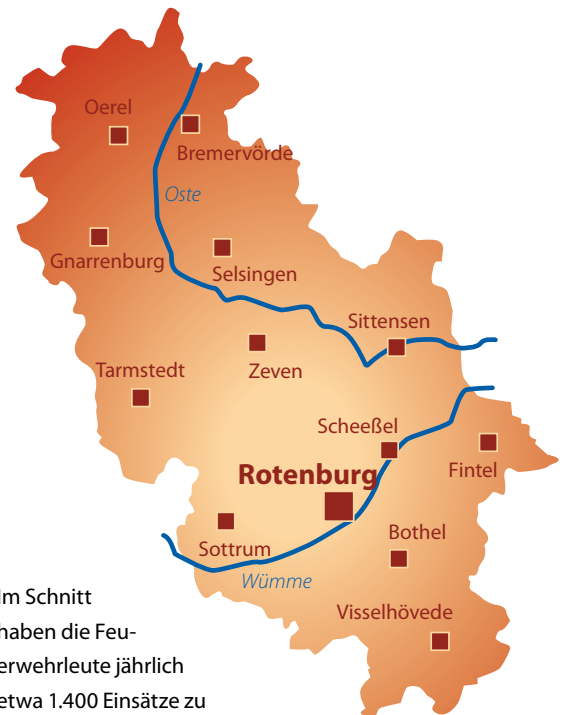 Oerel
Bremervörde
Oste
Gnarrenburg
Selsingen
Sittensen
Zeven
Tarmstedt
Scheeßel
Rotenburg
Fintel
Sottrum
Bothel
Wümme
Visselhövede
Im Schnitt
haben die Feu-
erwehrleute jährlich
etwa 1.400 Einsätze zu